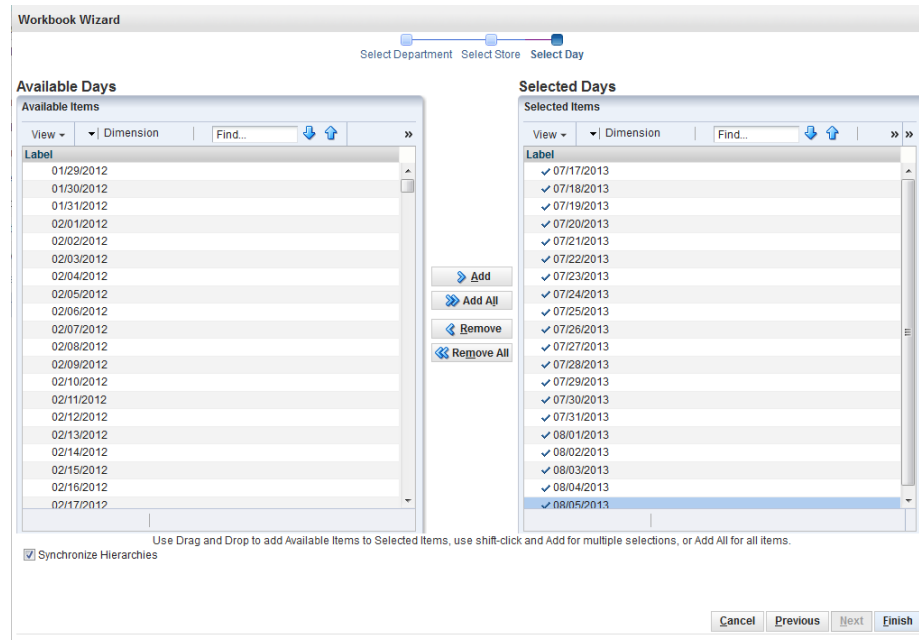 Workbook Wizard
Select Department Select Store Select Day
Available Days
Available Items
View Dimension Find... »
Label
01/29/2012
01/30/2012
01/31/2012
02/01/2012
02/02/2012
02/03/2012
02/04/2012
02/05/2012
02/06/2012
02/07/2012
02/08/2012
02/09/2012
02/10/2012
02/11/2012
02/12/2012
02/13/2012
02/14/2012
02/15/2012
02/16/2012
02/17/2012
Add
Add All
Remove
Remove All
Selected Days
Selected Items
View Dimension Find... » »
Label
07/17/2013
07/18/2013
07/19/2013
07/20/2013
07/21/2013
07/22/2013
07/23/2013
07/24/2013
07/25/2013
07/26/2013
07/27/2013
07/28/2013
07/29/2013
07/30/2013
07/31/2013
08/01/2013
08/02/2013
08/03/2013
08/04/2013
08/05/2013
Use Drag and Drop to add Available Items to Selected Items, use shift-click and Add for multiple selections, or Add All for all items.
Synchronize Hierarchies
Cancel Previous Next Finish